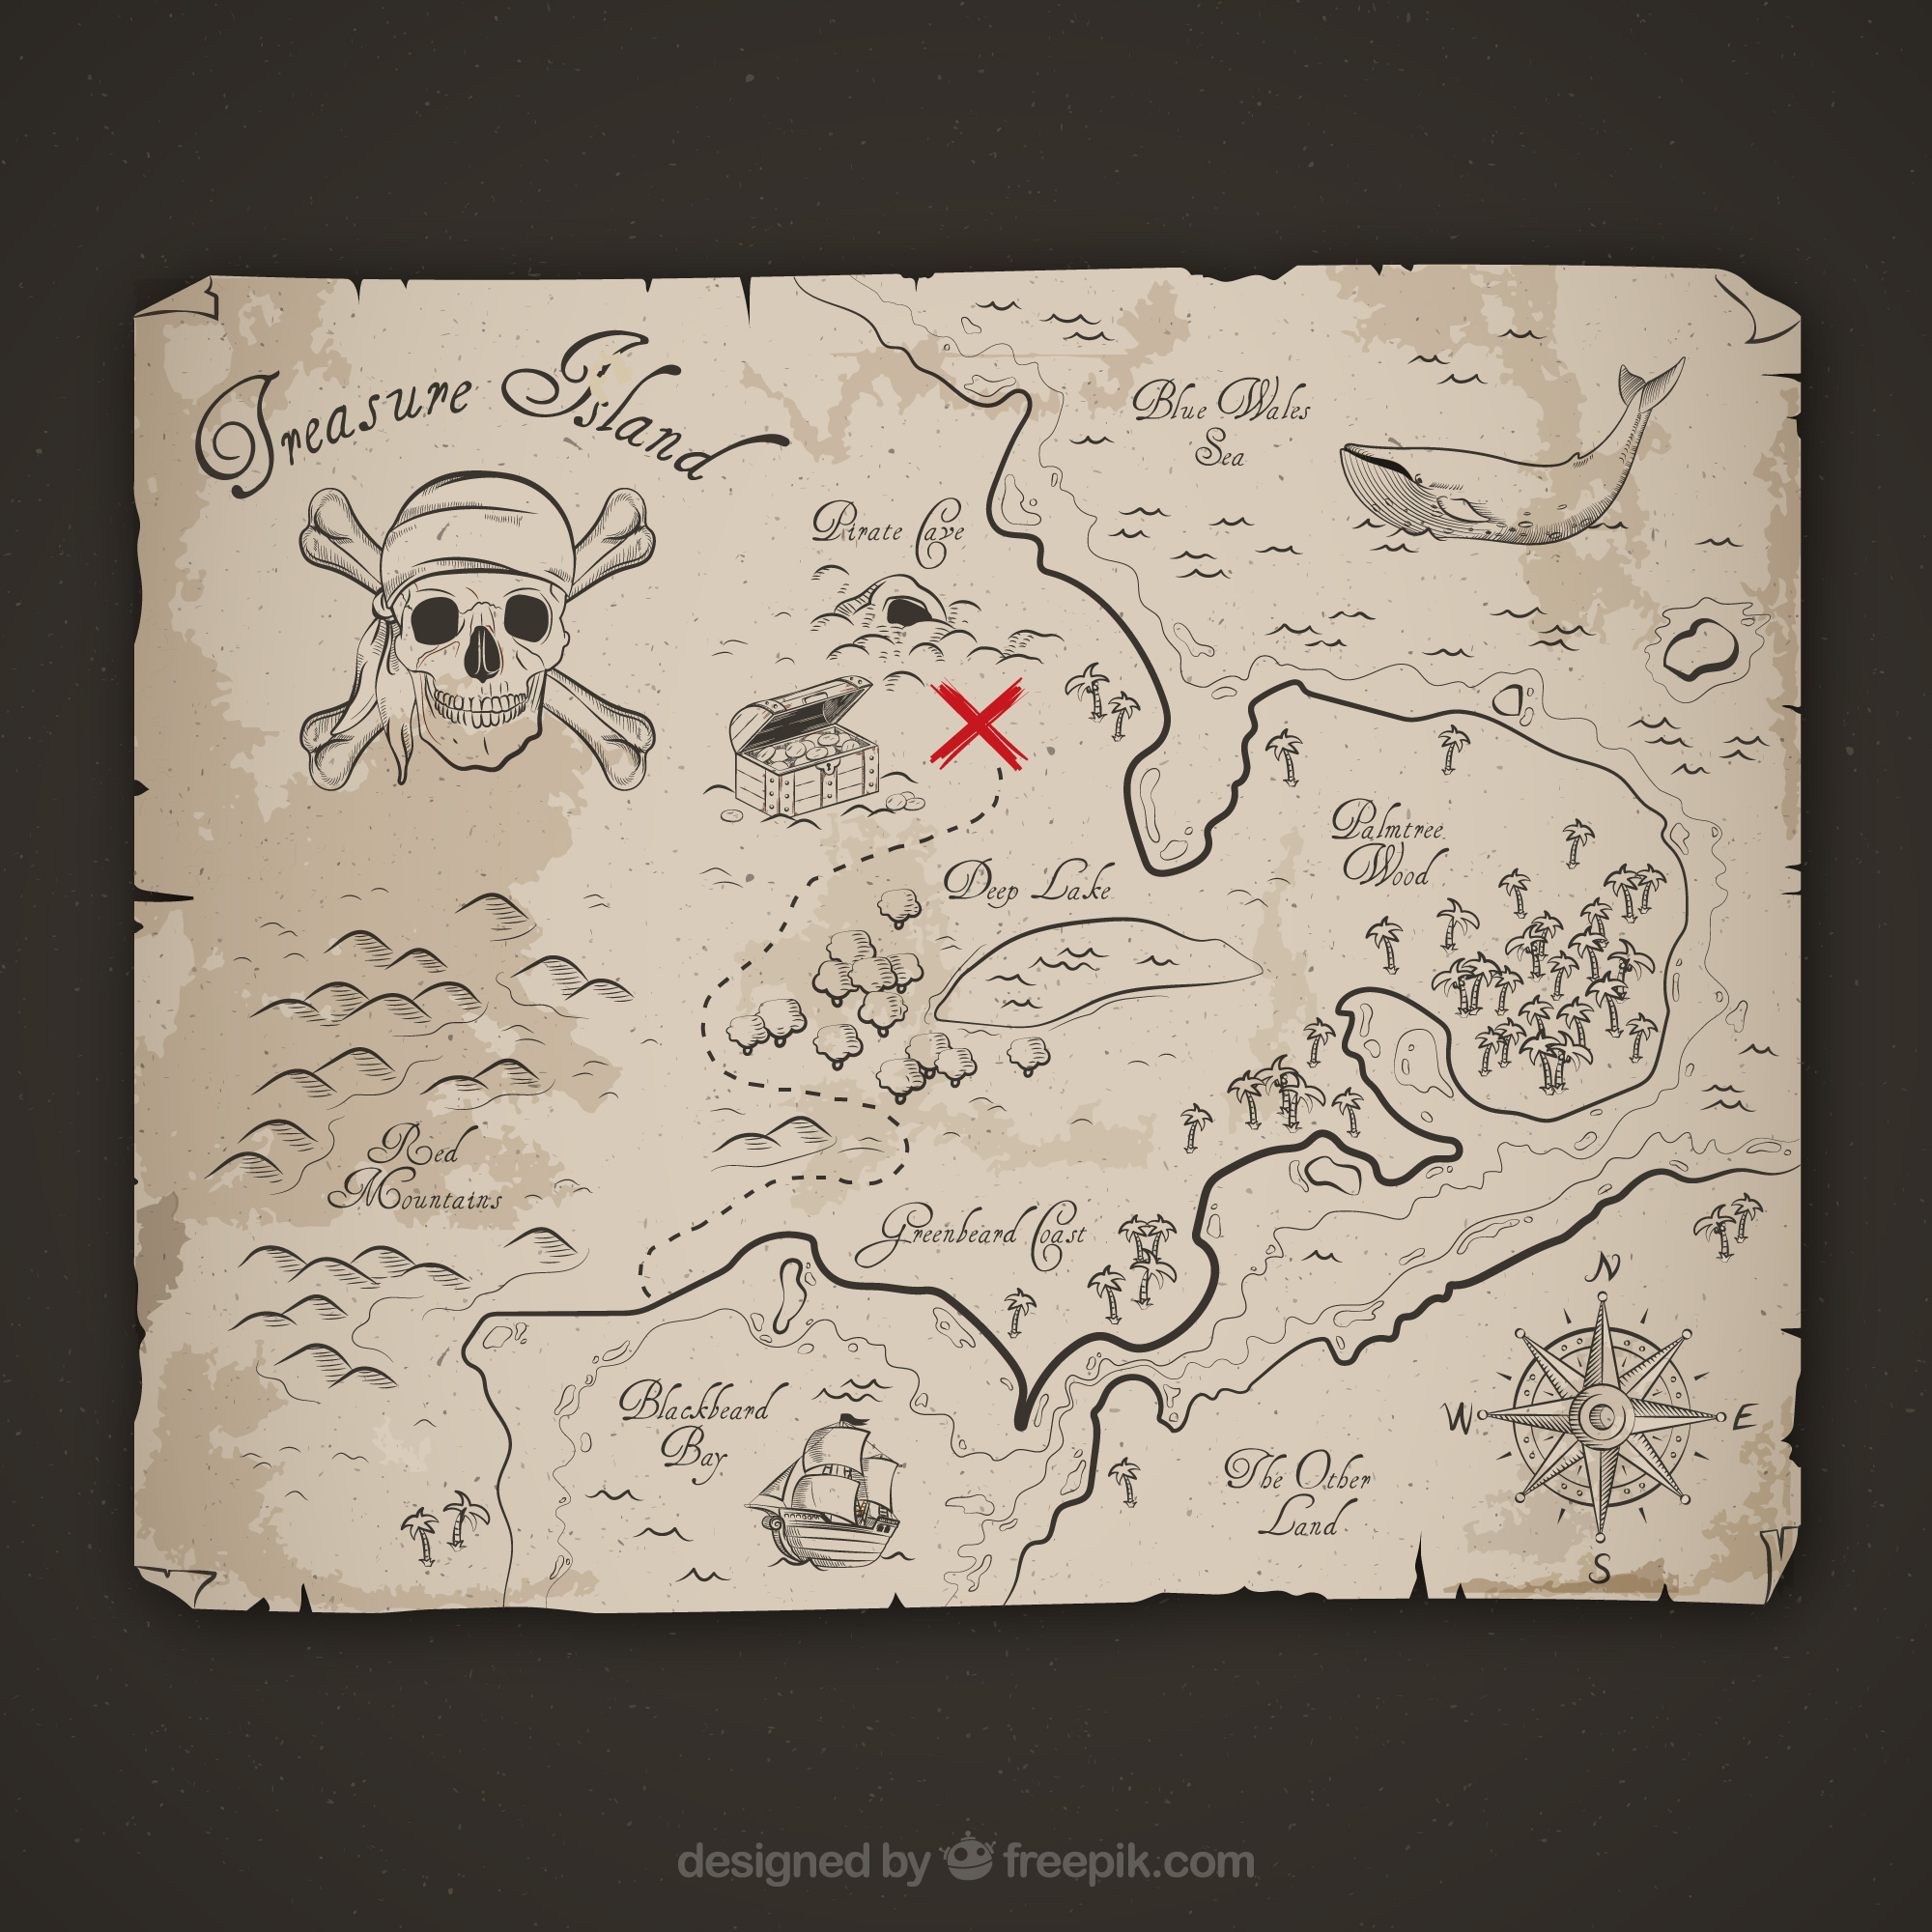 Treasure Island
Blue Wales
Sea
Pirate Cave
Palmtree
Wood
Deep Lake
Red
Mountains
Greenbeard Coast
N
W
E
S
Blackbeard
Bay
The Other
Land
designed by freepik.com